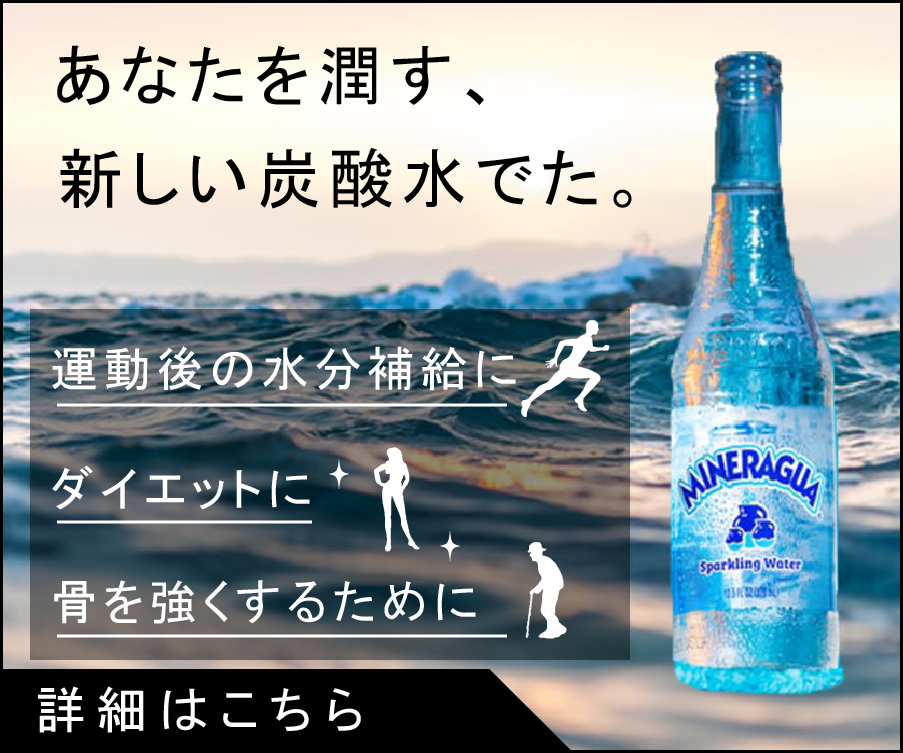 あなたを潤す、
新しい炭酸水でた。
運動後の水分補給に
ダイエットに
骨を強くするために
MINERAGUA
Sparkling Water
詳細はこちら